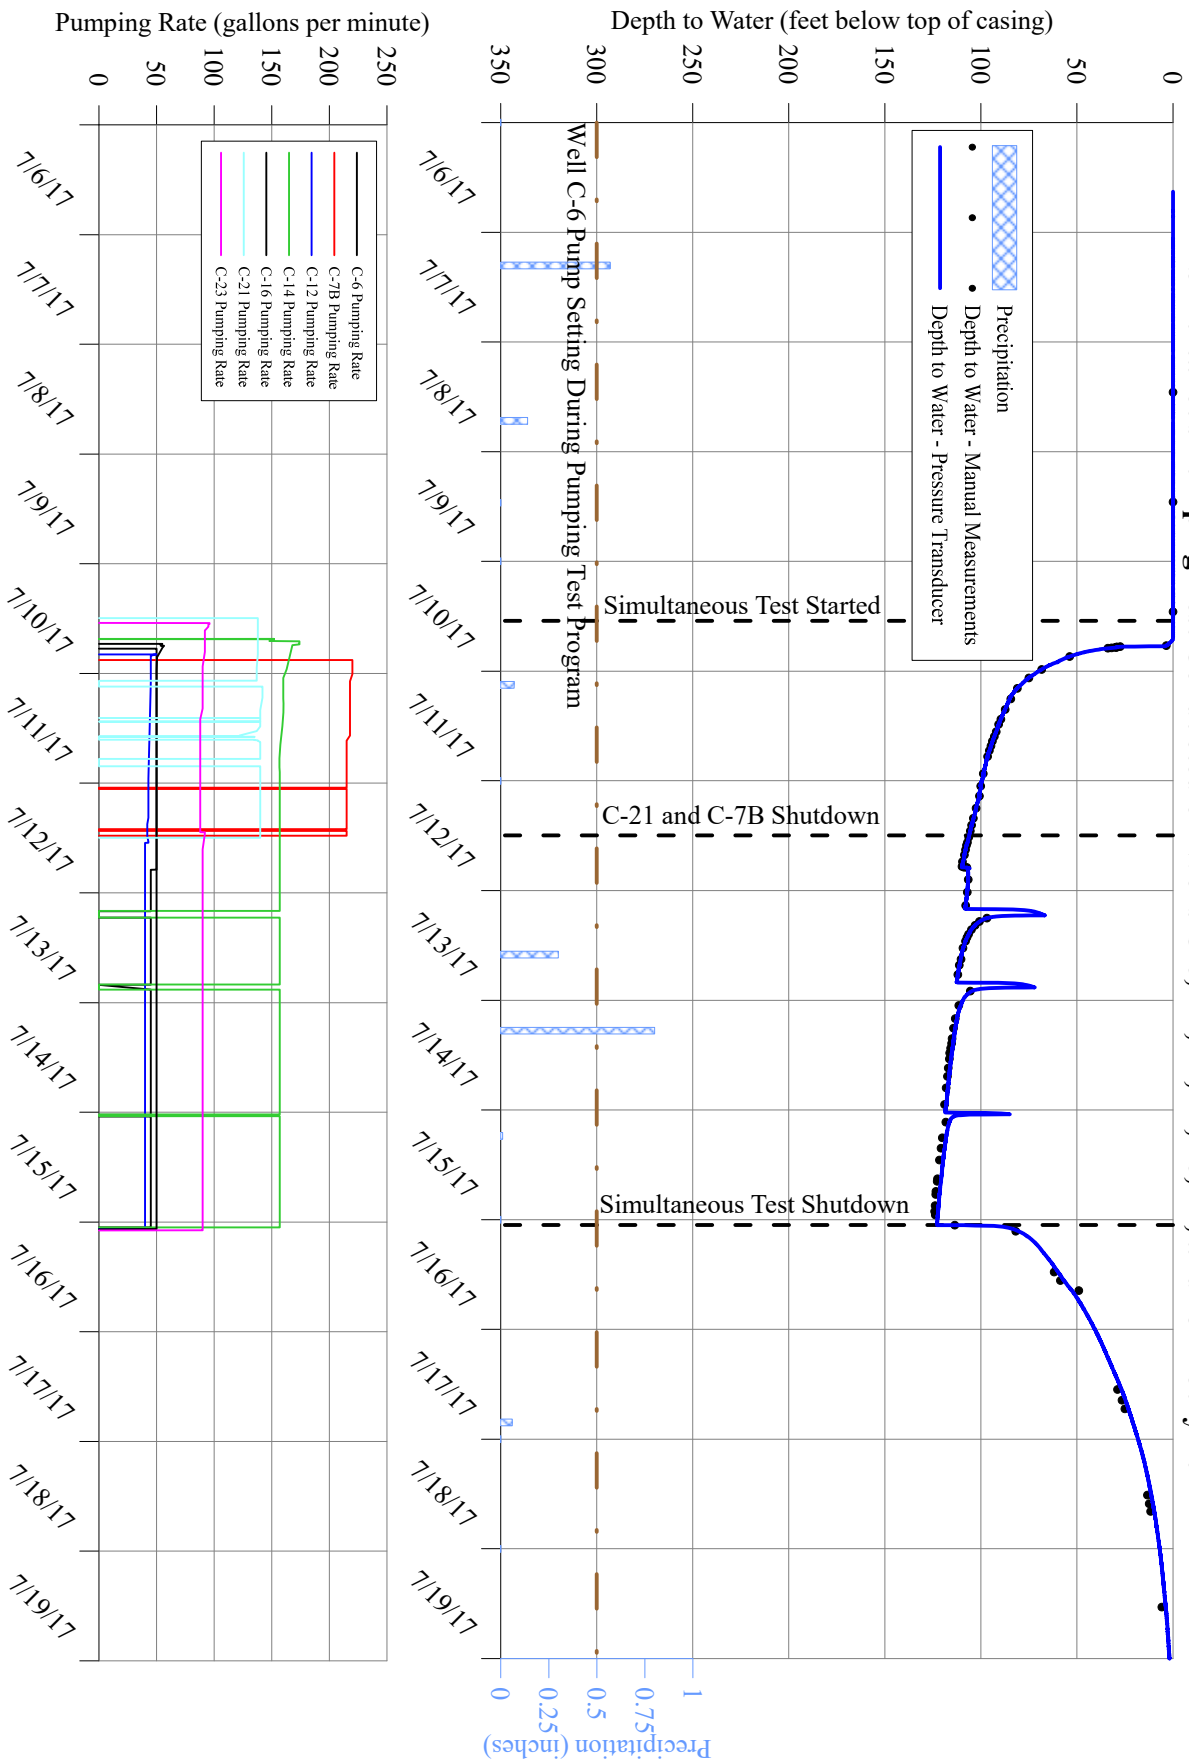 Depth to Water (feet below top of casing)
0
50
100
150
200
250
300
350
Precipitation
Depth to Water - Manual Measurements
Depth to Water - Pressure Transducer
Simultaneous Test Started
C-21 and C-7B Shutdown
Simultaneous Test Shutdown
Well C-6 Pump Setting During Pumping Test Program
7/6/17
7/7/17
7/8/17
7/9/17
7/10/17
7/11/17
7/12/17
7/13/17
7/14/17
7/15/17
7/16/17
7/17/17
7/18/17
7/19/17
1
0.75
0.5
0.25
0
Precipitation (inches)
Pumping Rate (gallons per minute)
250
200
150
100
50
0
C-6 Pumping Rate
C-7B Pumping Rate
C-12 Pumping Rate
C-14 Pumping Rate
C-16 Pumping Rate
C-21 Pumping Rate
C-23 Pumping Rate
7/6/17
7/7/17
7/8/17
7/9/17
7/10/17
7/11/17
7/12/17
7/13/17
7/14/17
7/15/17
7/16/17
7/17/17
7/18/17
7/19/17